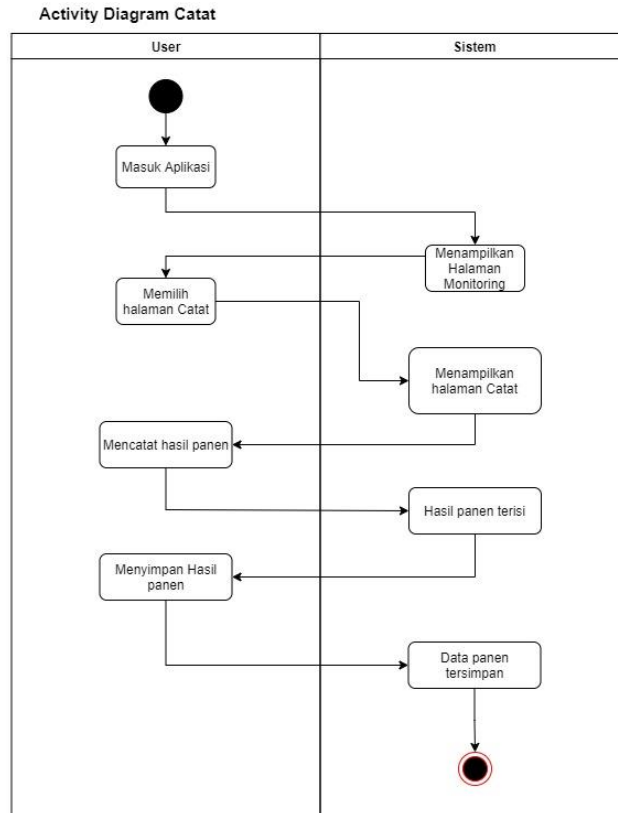 Activity Diagram Catat
User
Sistem
Masuk Aplikasi
Menampilkan
Halaman
Monitoring
Memilih
halaman Catat
Menampilkan
halaman Catat
Mencatat hasil panen
Hasil panen terisi
Menyimpan Hasil
panen
Data panen
tersimpan